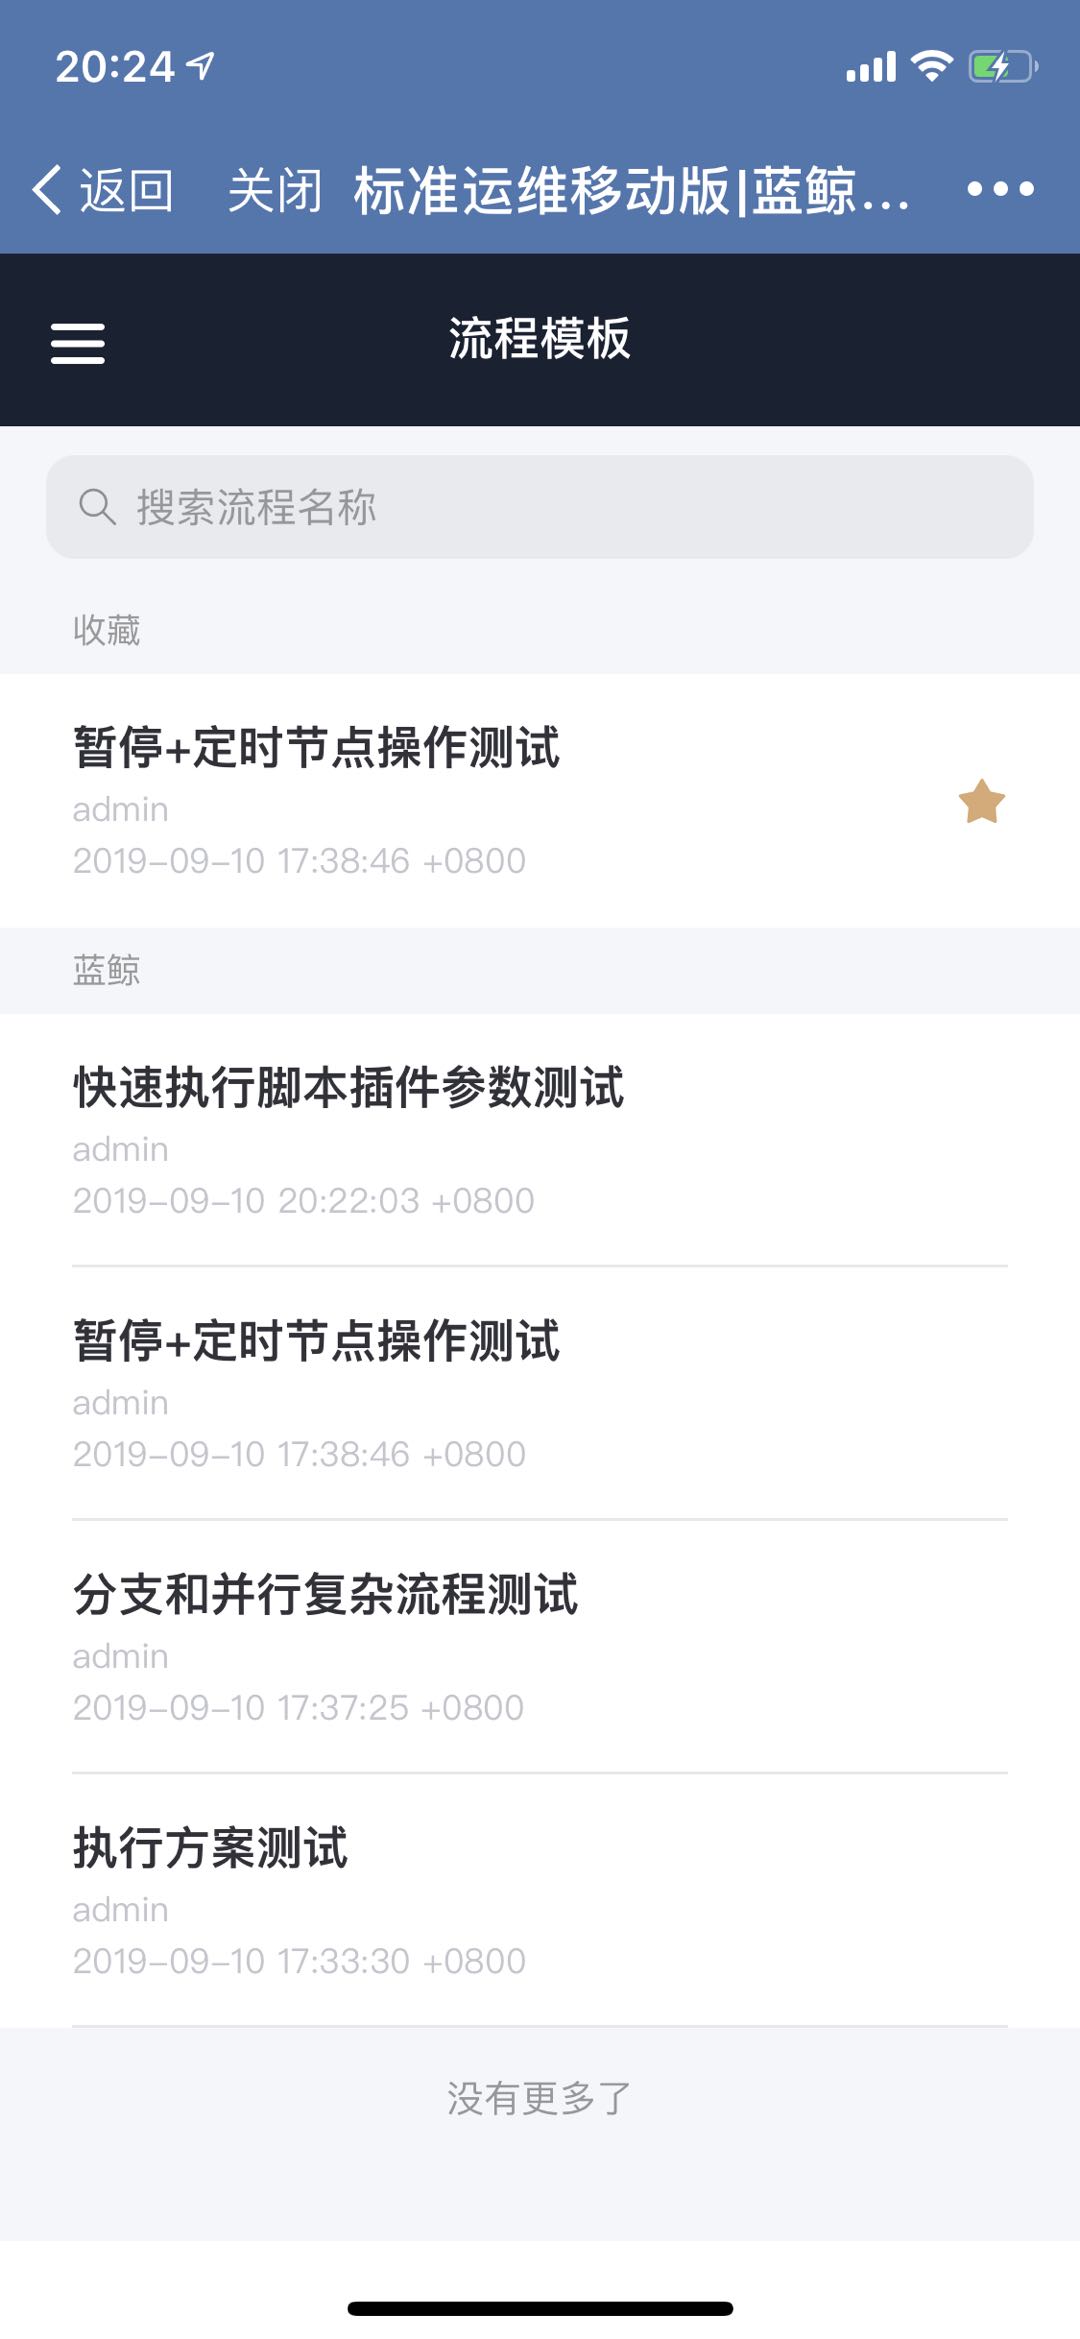 20:24
返回 关闭 标准运维移动版|蓝鲸...
流程模板
搜索流程名称
收藏
暂停+定时节点操作测试
admin
2019-09-10 17:38:46 +0800
蓝鲸
快速执行脚本插件参数测试
admin
2019-09-10 20:22:03 +0800
暂停+定时节点操作测试
admin
2019-09-10 17:38:46 +0800
分支和并行复杂流程测试
admin
2019-09-10 17:37:25 +0800
执行方案测试
admin
2019-09-10 17:33:30 +0800
没有更多了